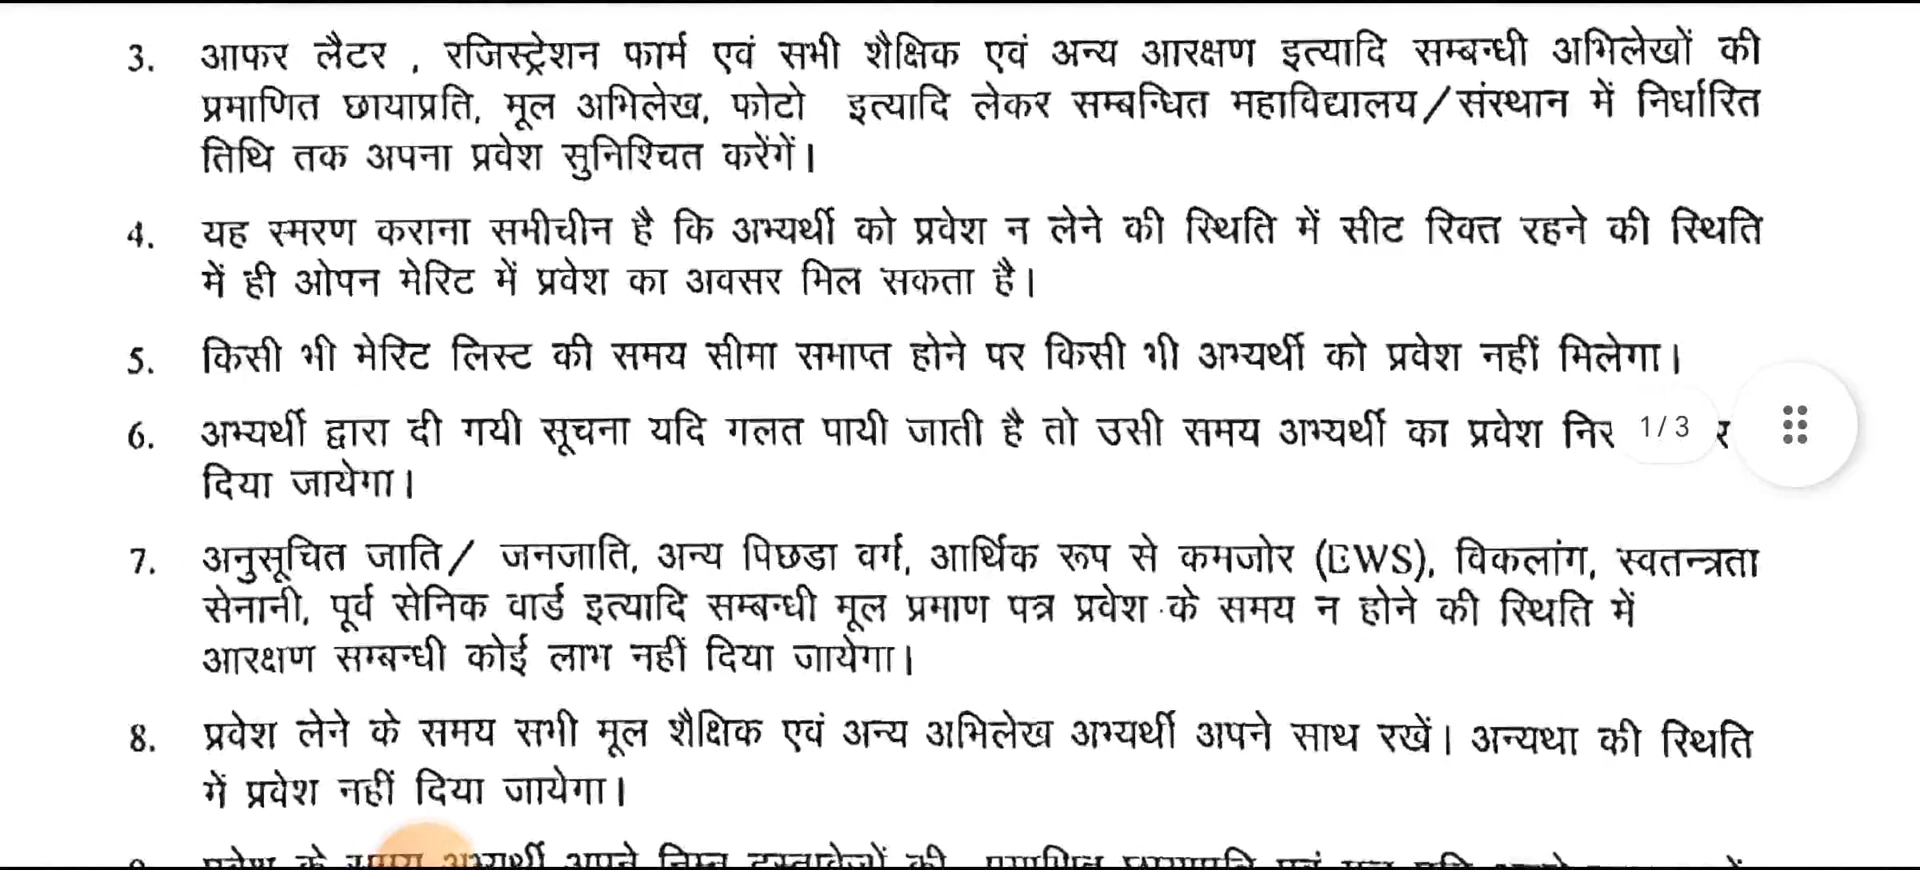 3. आफर लैटर , रजिस्ट्रेशन फार्म एवं सभी शैक्षिक एवं अन्य आरक्षण इत्यादि सम्बन्धी अभिलेखों की
प्रमाणित छायाप्रति, मूल अभिलेख, फोटो इत्यादि लेकर सम्बन्धित महाविद्यालय/संस्थान में निर्धारित
तिथि तक अपना प्रवेश सुनिश्चित करेंगें।
4. यह स्मरण कराना समीचीन है कि अभ्यर्थी को प्रवेश न लेने की स्थिति में सीट रिक्त रहने की स्थिति
में ही ओपन मेरिट में प्रवेश का अवसर मिल सकता है।
5. किसी भी मेरिट लिस्ट की समय सीमा समाप्त होने पर किसी भी अभ्यर्थी को प्रवेश नहीं मिलेगा।
6. अभ्यर्थी द्वारा दी गयी सूचना यदि गलत पायी जाती है तो उसी समय अभ्यर्थी का प्रवेश 1/3
दिया जायेगा।
7. अनुसूचित जाति/ जनजाति, अन्य पिछडा वर्ग, आर्थिक रूप से कमजोर (EWS), विकलांग, स्वतन्त्रता
सेनानी, पूर्व सेनिक वार्ड इत्यादि सम्बन्धी मूल प्रमाण पत्र प्रवेश के समय न होने की स्थिति में
आरक्षण सम्बन्धी कोई लाभ नहीं दिया जायेगा।
8. प्रवेश लेने के समय सभी मूल शैक्षिक एवं अन्य अभिलेख अभ्यर्थी अपने साथ रखें। अन्यथा की स्थिति
में प्रवेश नहीं दिया जायेगा।